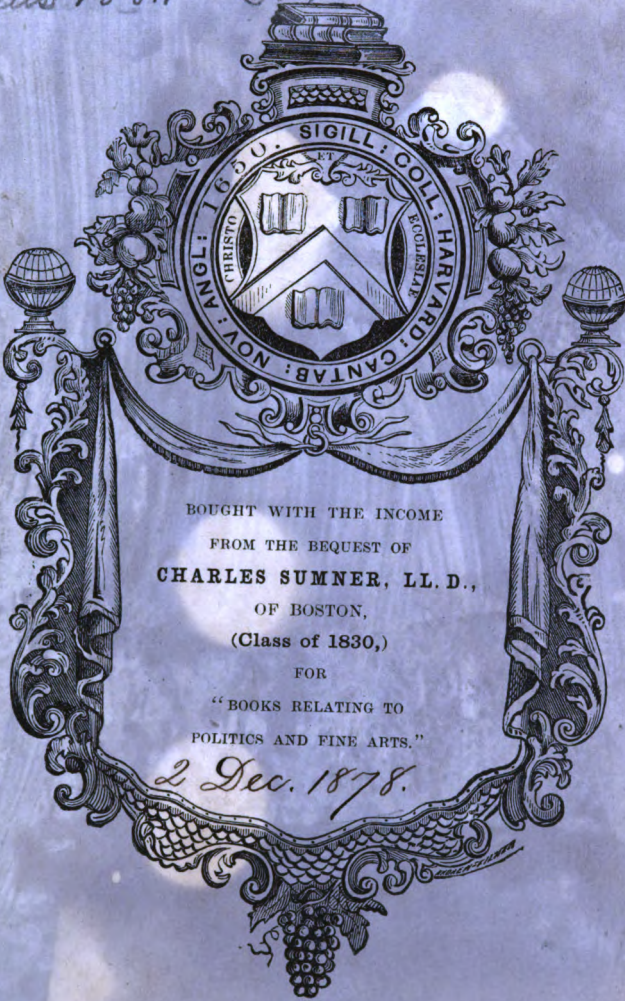 SIGILL: COLL: HARVARD: CANTAB: NOV: ANGL: 1650.
ET
CHRISTO
ECCLESIAE
BOUGHT WITH THE INCOME
FROM THE BEQUEST OF
CHARLES SUMNER, LL. D.,
OF BOSTON,
(Class of 1830,)
FOR
"BOOKS RELATING TO
POLITICS AND FINE ARTS."
2 Dec. 1878.